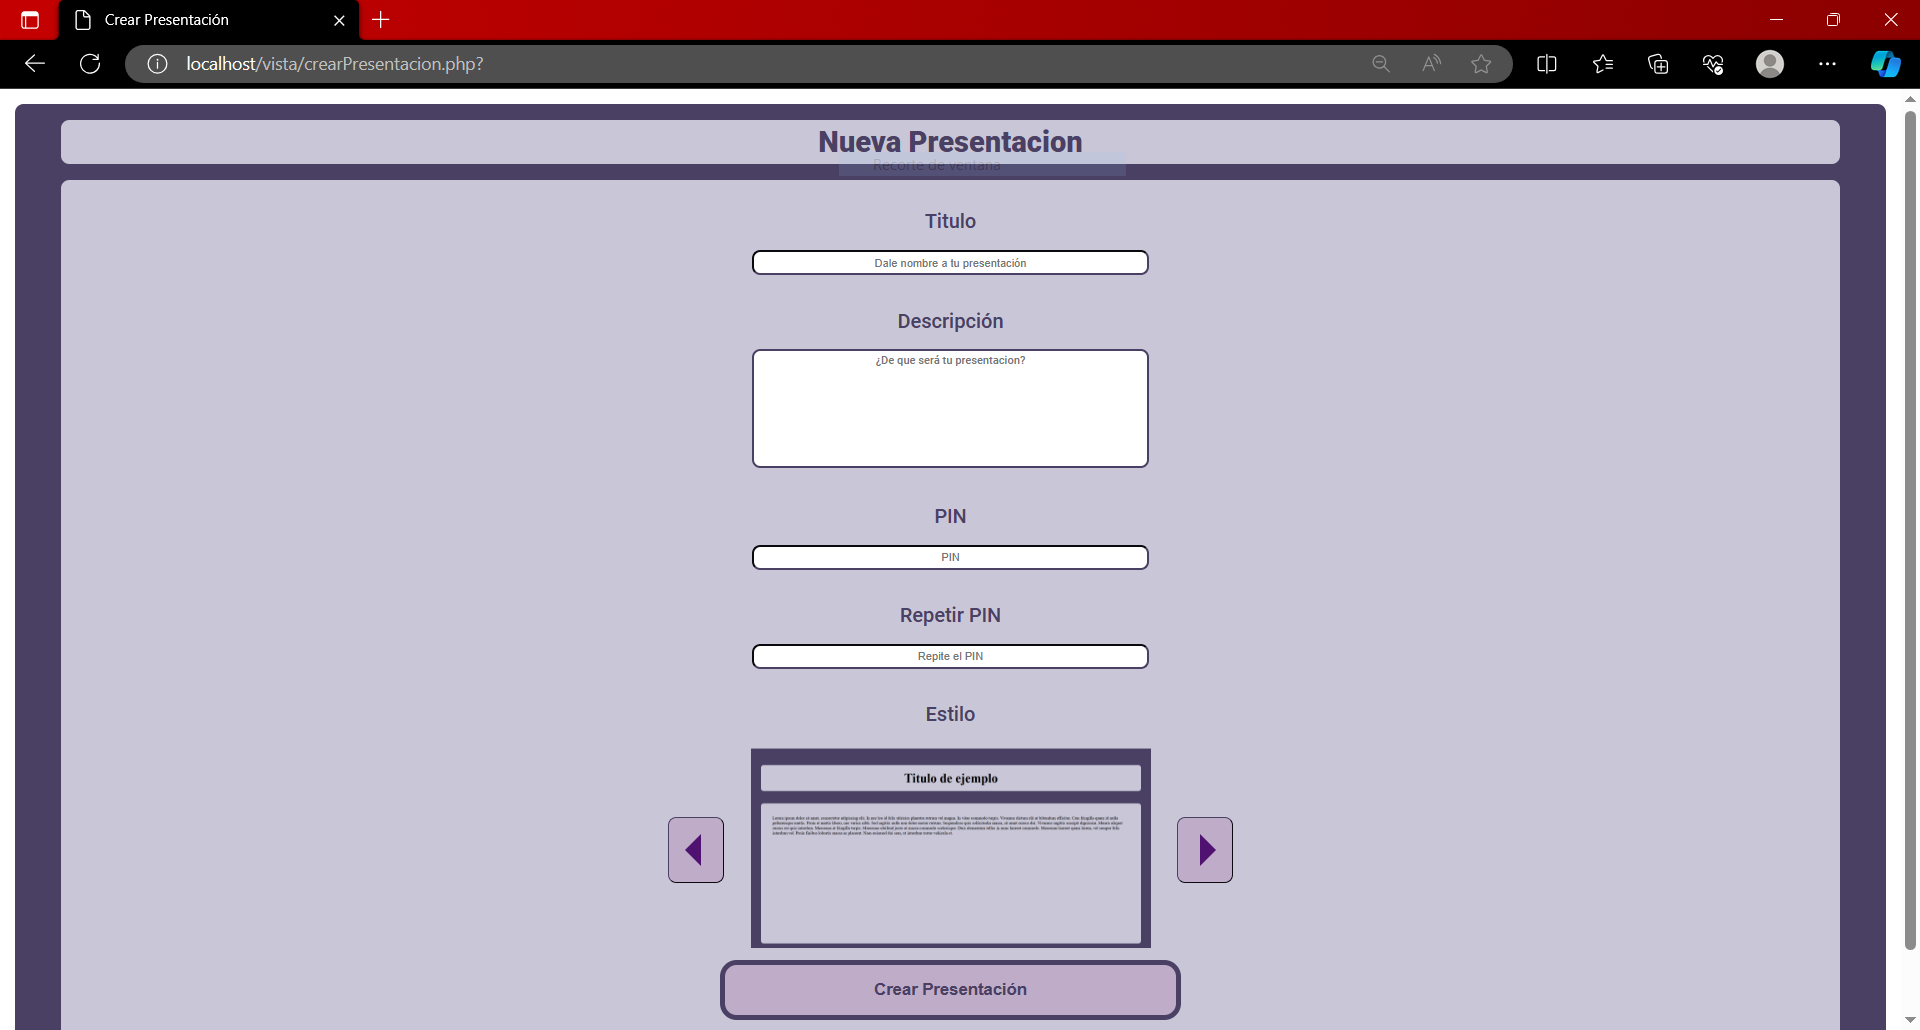 Crear Presentación
localhost/vista/crearPresentacion.php?
Nueva Presentacion
Recorte de ventana
Titulo
Dale nombre a tu presentación
Descripción
¿De que será tu presentacion?
PIN
PIN
Repetir PIN
Repite el PIN
Estilo
Titulo de ejemplo
Crear Presentación